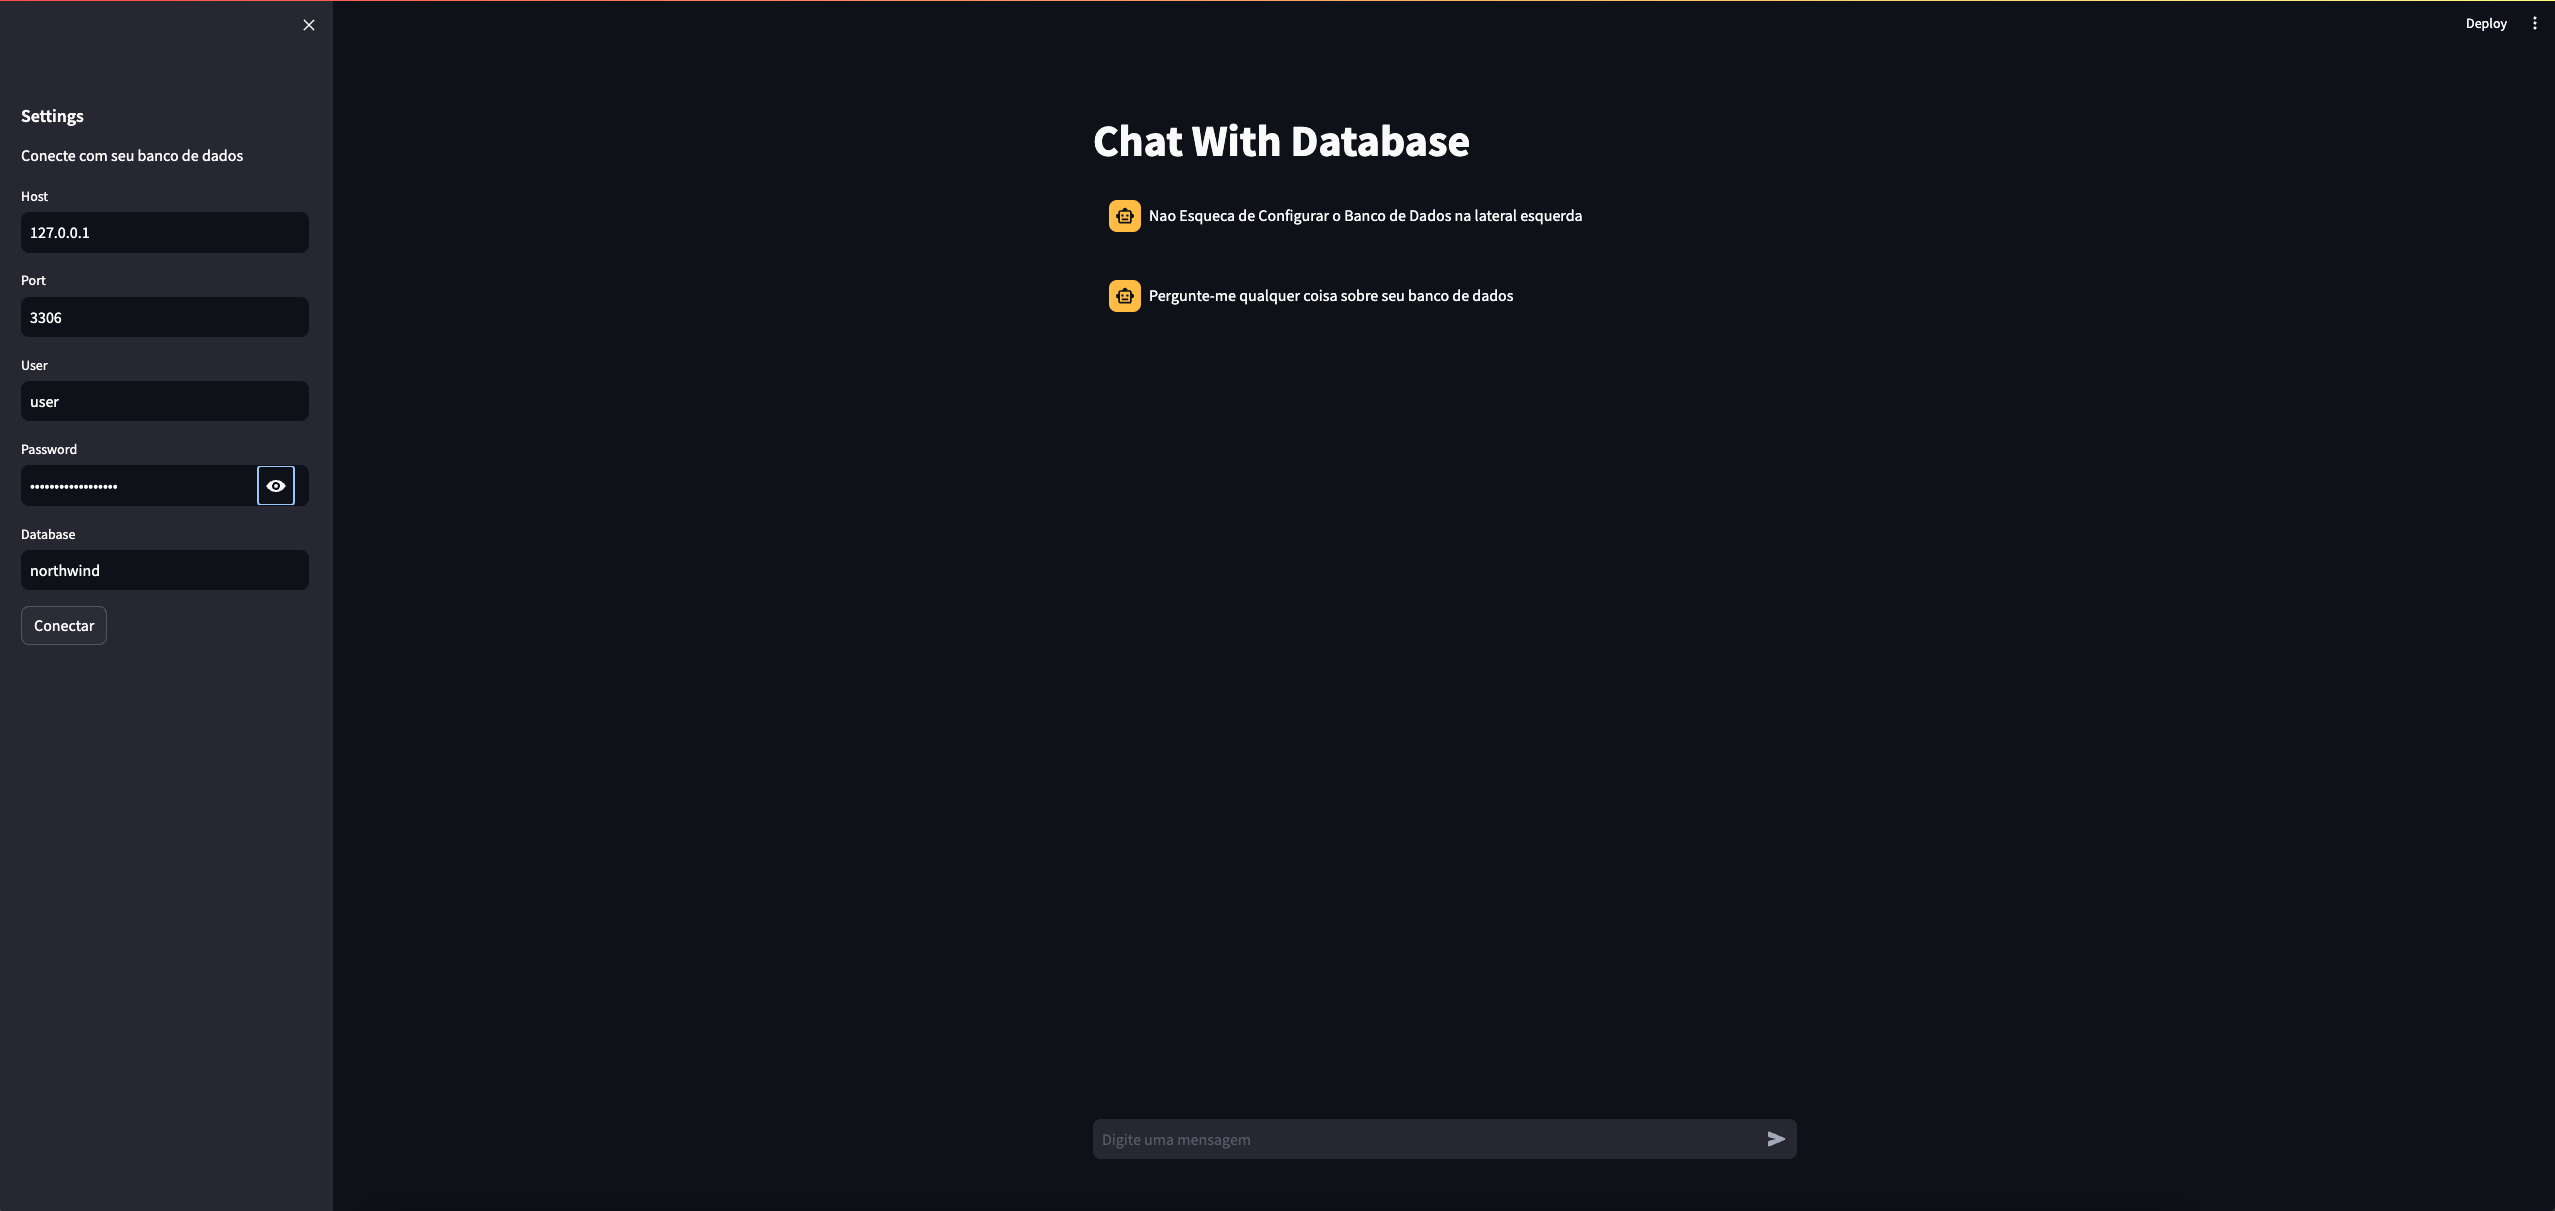 Deploy
Settings
Conecte com seu banco de dados
Host
127.0.0.1
Port
3306
User
user
Password
••••••••••••••••••
Database
northwind
Conectar
Chat With Database
Nao Esqueca de Configurar o Banco de Dados na lateral esquerda
Pergunte-me qualquer coisa sobre seu banco de dados
Digite uma mensagem